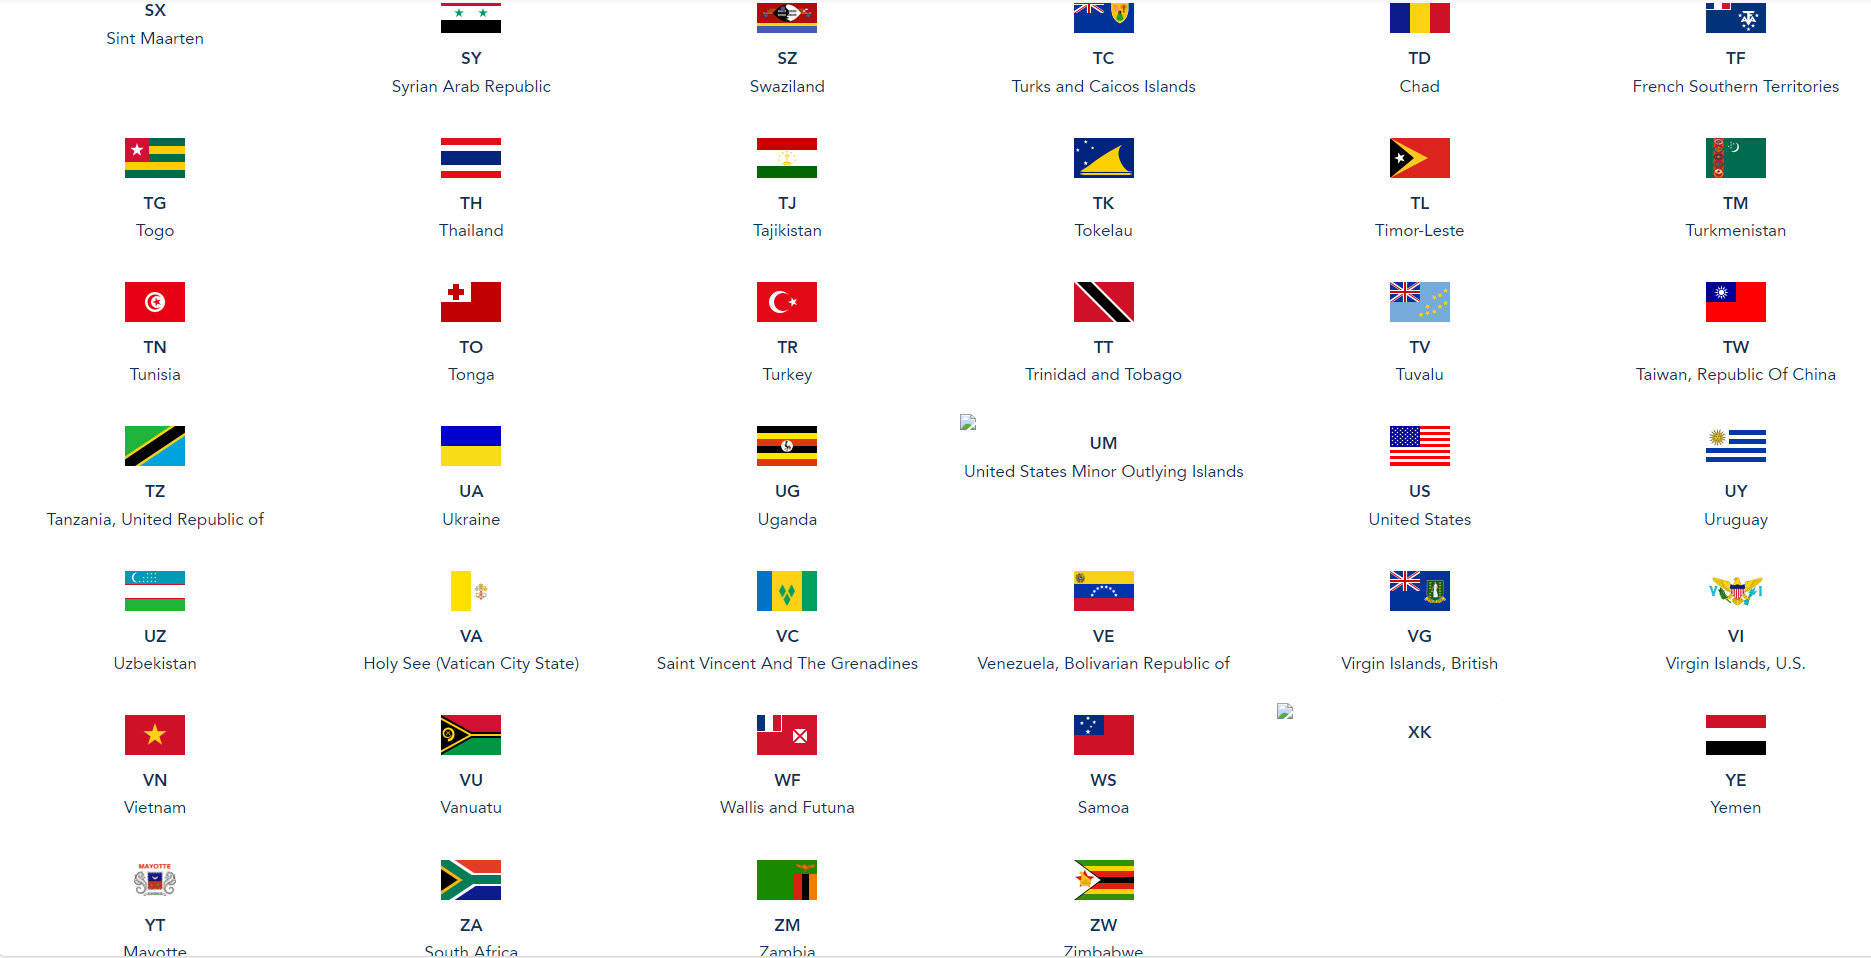 SX
Sint Maarten
SY
Syrian Arab Republic
SZ
Swaziland
TC
Turks and Caicos Islands
TD
Chad
TF
French Southern Territories
TG
Togo
TH
Thailand
TJ
Tajikistan
TK
Tokelau
TL
Timor-Leste
TM
Turkmenistan
TN
Tunisia
TO
Tonga
TR
Turkey
TT
Trinidad and Tobago
TV
Tuvalu
TW
Taiwan, Republic Of China
TZ
Tanzania, United Republic of
UA
Ukraine
UG
Uganda
UM
United States Minor Outlying Islands
US
United States
UY
Uruguay
UZ
Uzbekistan
VA
Holy See (Vatican City State)
VC
Saint Vincent And The Grenadines
VE
Venezuela, Bolivarian Republic of
VG
Virgin Islands, British
V I
VI
Virgin Islands, U.S.
VN
Vietnam
VU
Vanuatu
WF
Wallis and Futuna
WS
Samoa
XK
YE
Yemen
MAYOTTE
YT
Mayotte
ZA
South Africa
ZM
Zambia
ZW
Zimbabwe